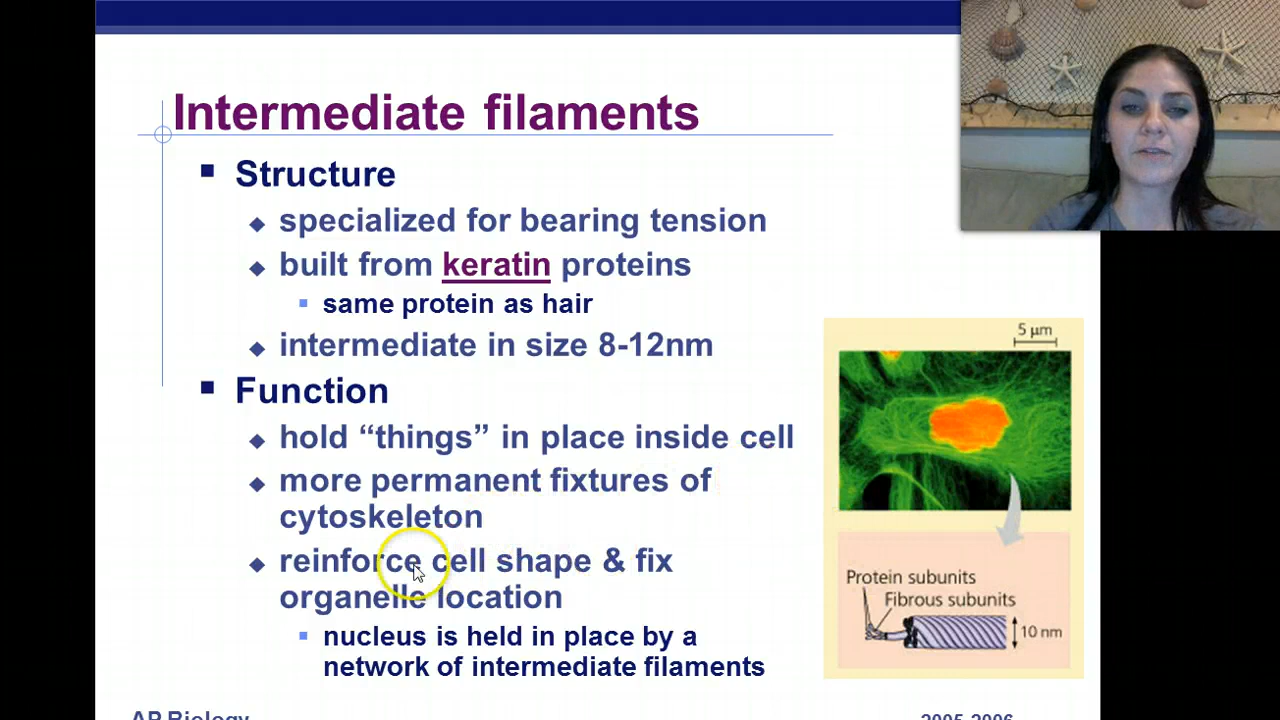 Intermediate filaments
Structure
specialized for bearing tension
built from keratin proteins
same protein as hair
intermediate in size 8-12nm
Function
hold “things” in place inside cell
more permanent fixtures of
cytoskeleton
reinforce cell shape & fix
organelle location
nucleus is held in place by a
network of intermediate filaments
5 µm
Protein subunits
Fibrous subunits
10 nm
AP Biology
2005-2006